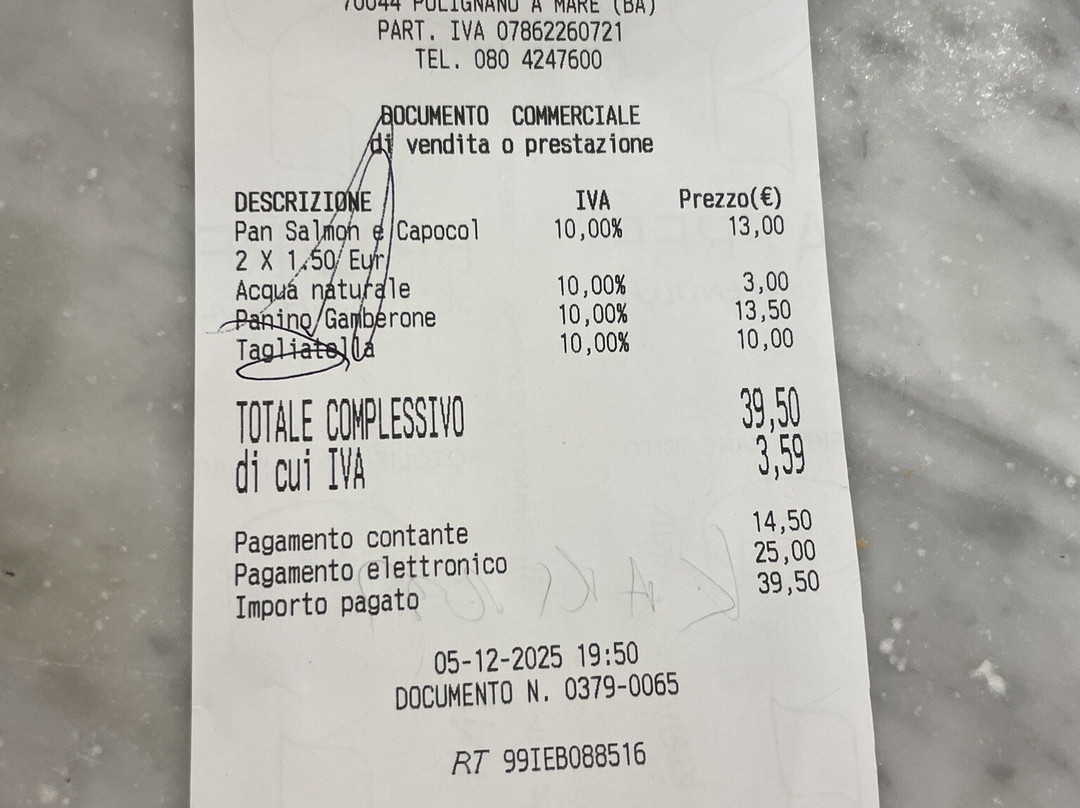 70044 POLIGNANO A MARE (BA)
PART. IVA 07862260721
TEL. 080 4247600
DOCUMENTO COMMERCIALE
di vendita o prestazione
DESCRIZIONE IVA Prezzo(€)
Pan Salmon e Capocol 10,00% 13,00
2 X 1.50 Eur
Acqua naturale 10,00% 3,00
Panino Gamberone 10,00% 13,50
Tagliatella 10,00% 10,00
TOTALE COMPLESSIVO 39,50
di cui IVA 3,59
Pagamento contante 14,50
Pagamento elettronico 25,00
Importo pagato 39,50
05-12-2025 19:50
DOCUMENTO N. 0379-0065
RT 99IEB088516